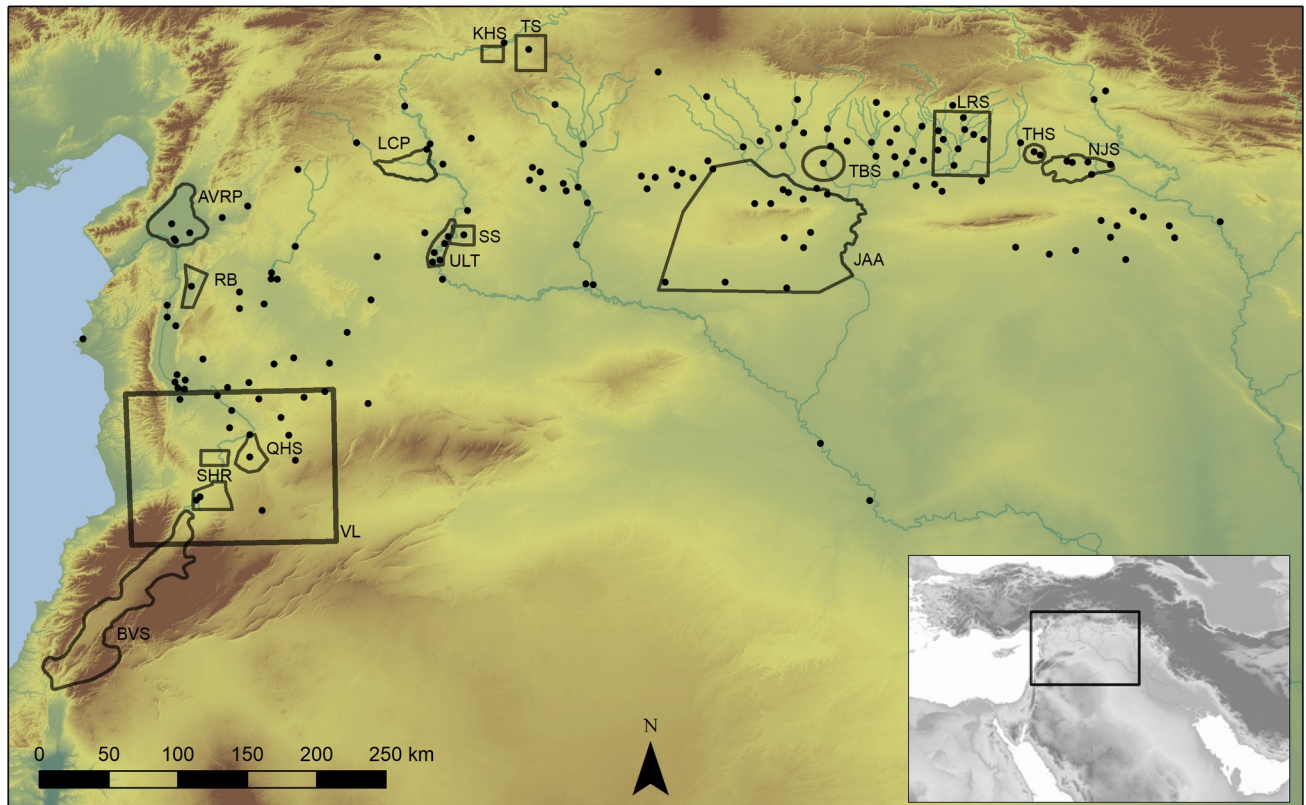 KHS
TS
LCP
LRS
THS
NJS
TBS
AVRP
SS
ULT
JAA
RB
QHS
SHR
VL
BVS
N
0 50 100 150 200 250 km